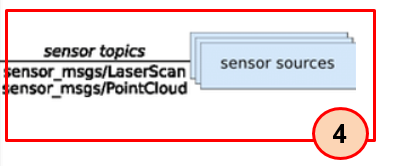 sensor topics
sensor_msgs/LaserScan
sensor_msgs/PointCloud
sensor sources
4